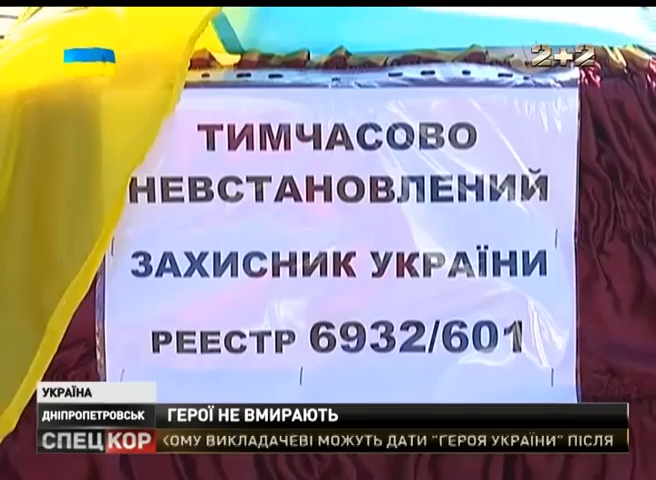 2+2
ТИМЧАСОВО
НЕВСТАНОВЛЕНИЙ
ЗАХИСНИК УКРАЇНИ
РЕЕСТР 6932/601
УКРАЇНА
ДНІПРОПЕТРОВСЬК
ГЕРОЇ НЕ ВМИРАЮТЬ
СПЕЦКОР
КОМУ ВИКЛАДАЧЕВІ МОЖУТЬ ДАТИ "ГЕРОЯ УКРАЇНИ" ПІСЛЯ